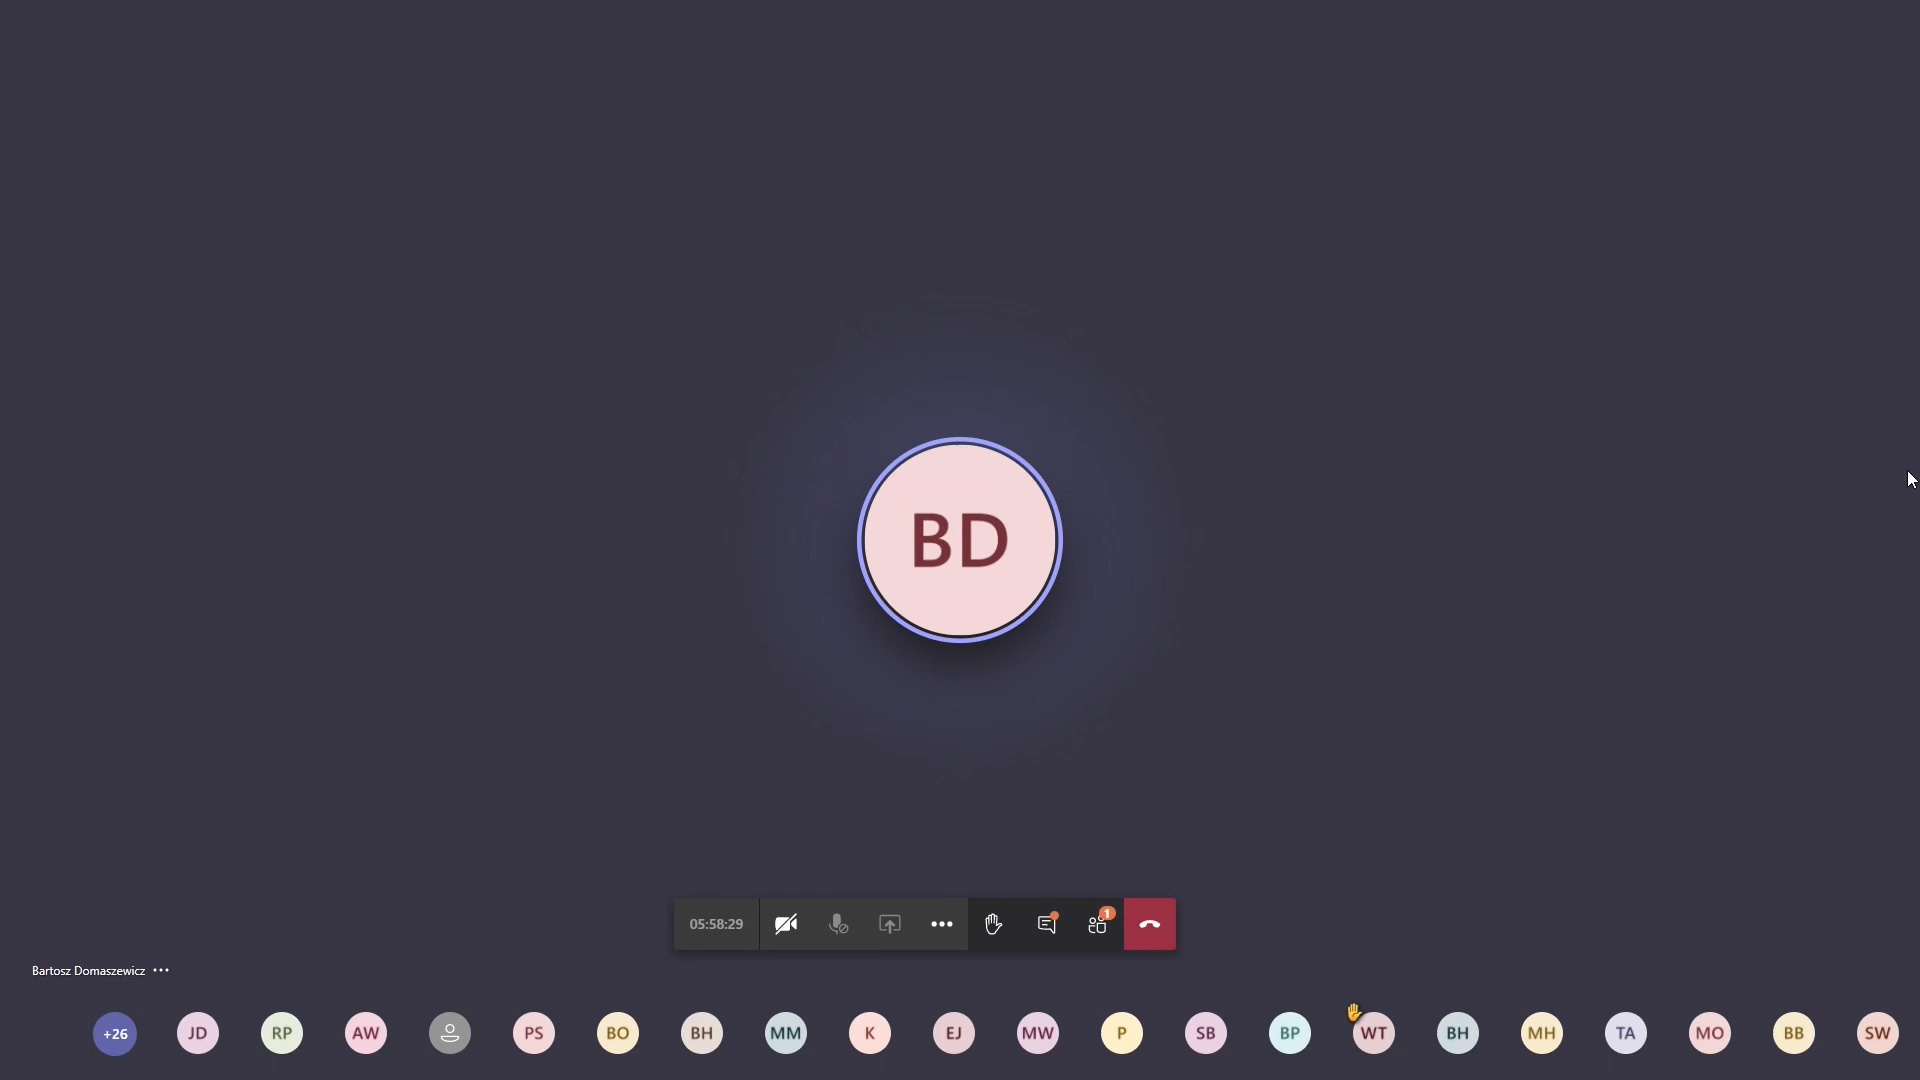 BD
05:58:29
1
Bartosz Domaszewicz
+26 JD RP AW PS BO BH MM K EJ MW P SB BP WT BH MH TA MO BB SW